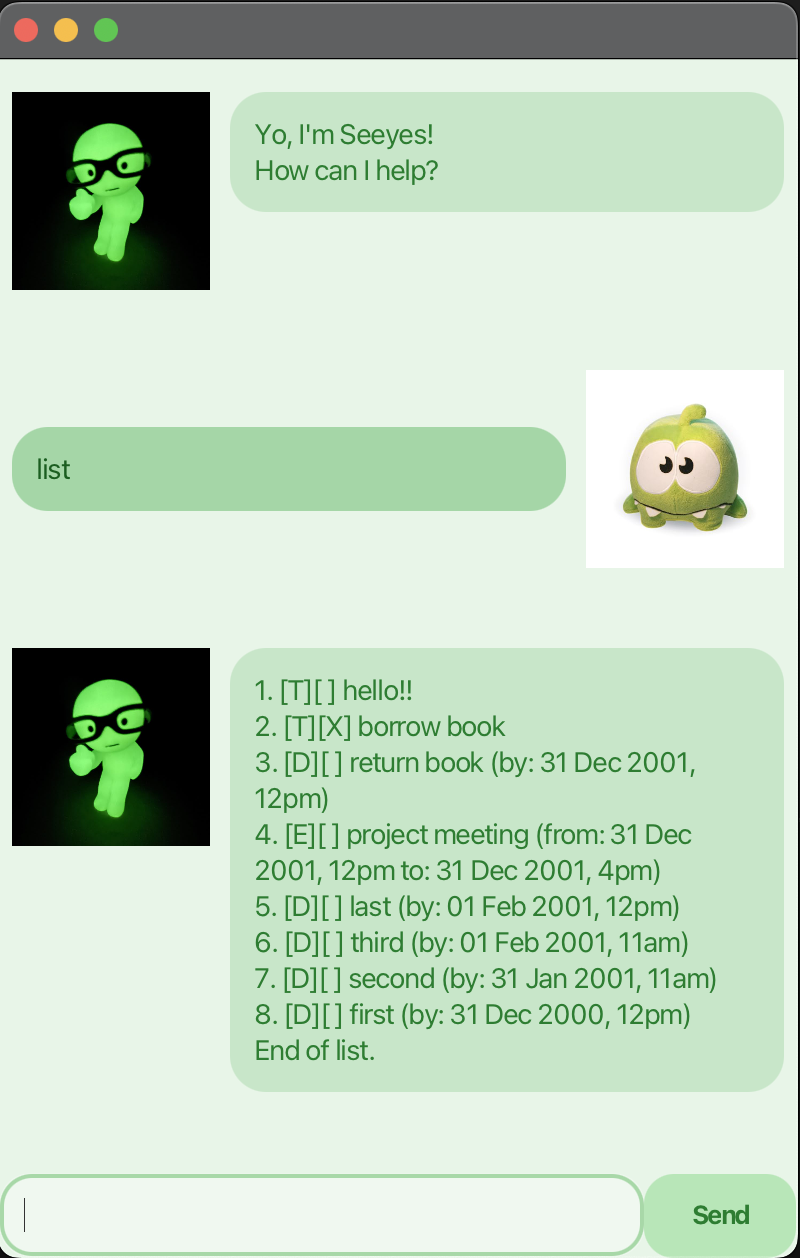 Yo, I'm Seeyes!
How can I help?
list
1. [T][ ] hello!!
2. [T][X] borrow book
3. [D][ ] return book (by: 31 Dec 2001,
12pm)
4. [E][ ] project meeting (from: 31 Dec
2001, 12pm to: 31 Dec 2001, 4pm)
5. [D][ ] last (by: 01 Feb 2001, 12pm)
6. [D][ ] third (by: 01 Feb 2001, 11am)
7. [D][ ] second (by: 31 Jan 2001, 11am)
8. [D][ ] first (by: 31 Dec 2000, 12pm)
End of list.
Send